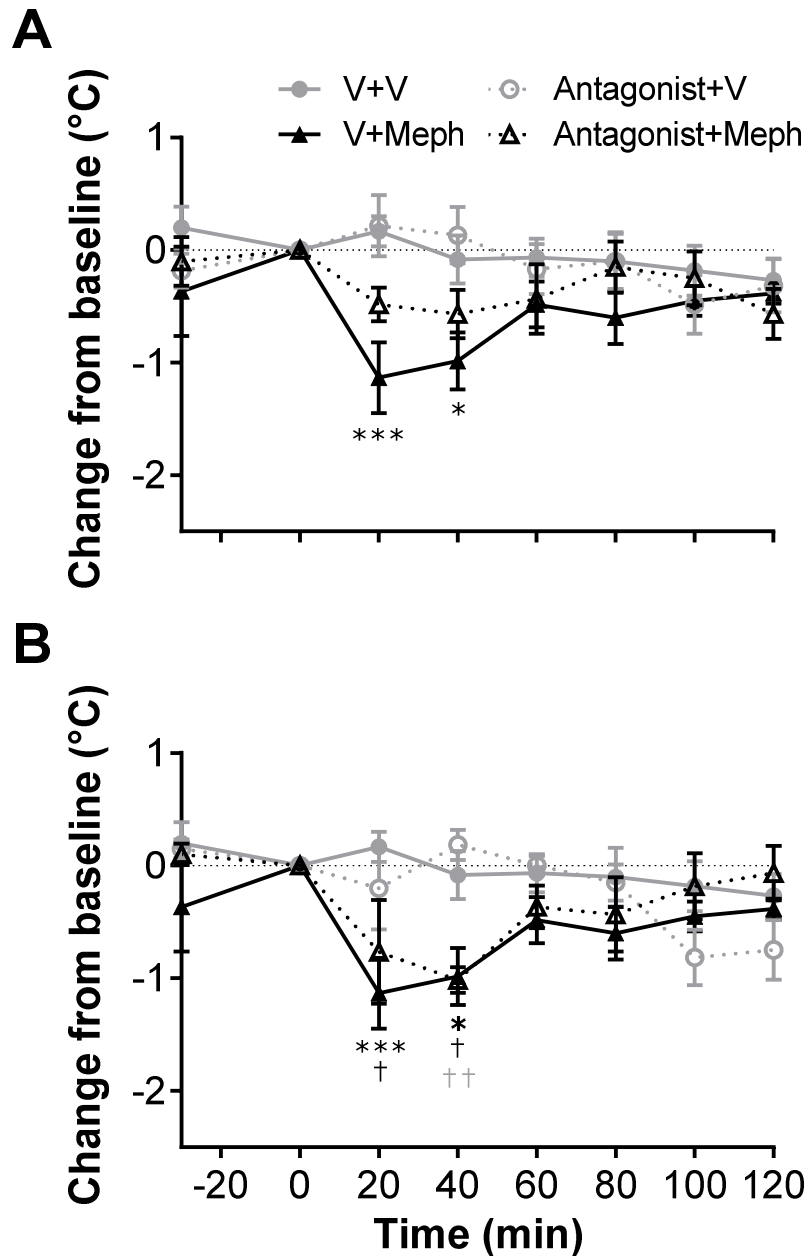 A
V+V
Antagonist+V
V+Meph
Antagonist+Meph
Change from baseline (°C)
1
0
-1
-2
***
*
B
Change from baseline (°C)
1
0
-1
-2
***
†
*
†
††
-20 0 20 40 60 80 100 120
Time (min)